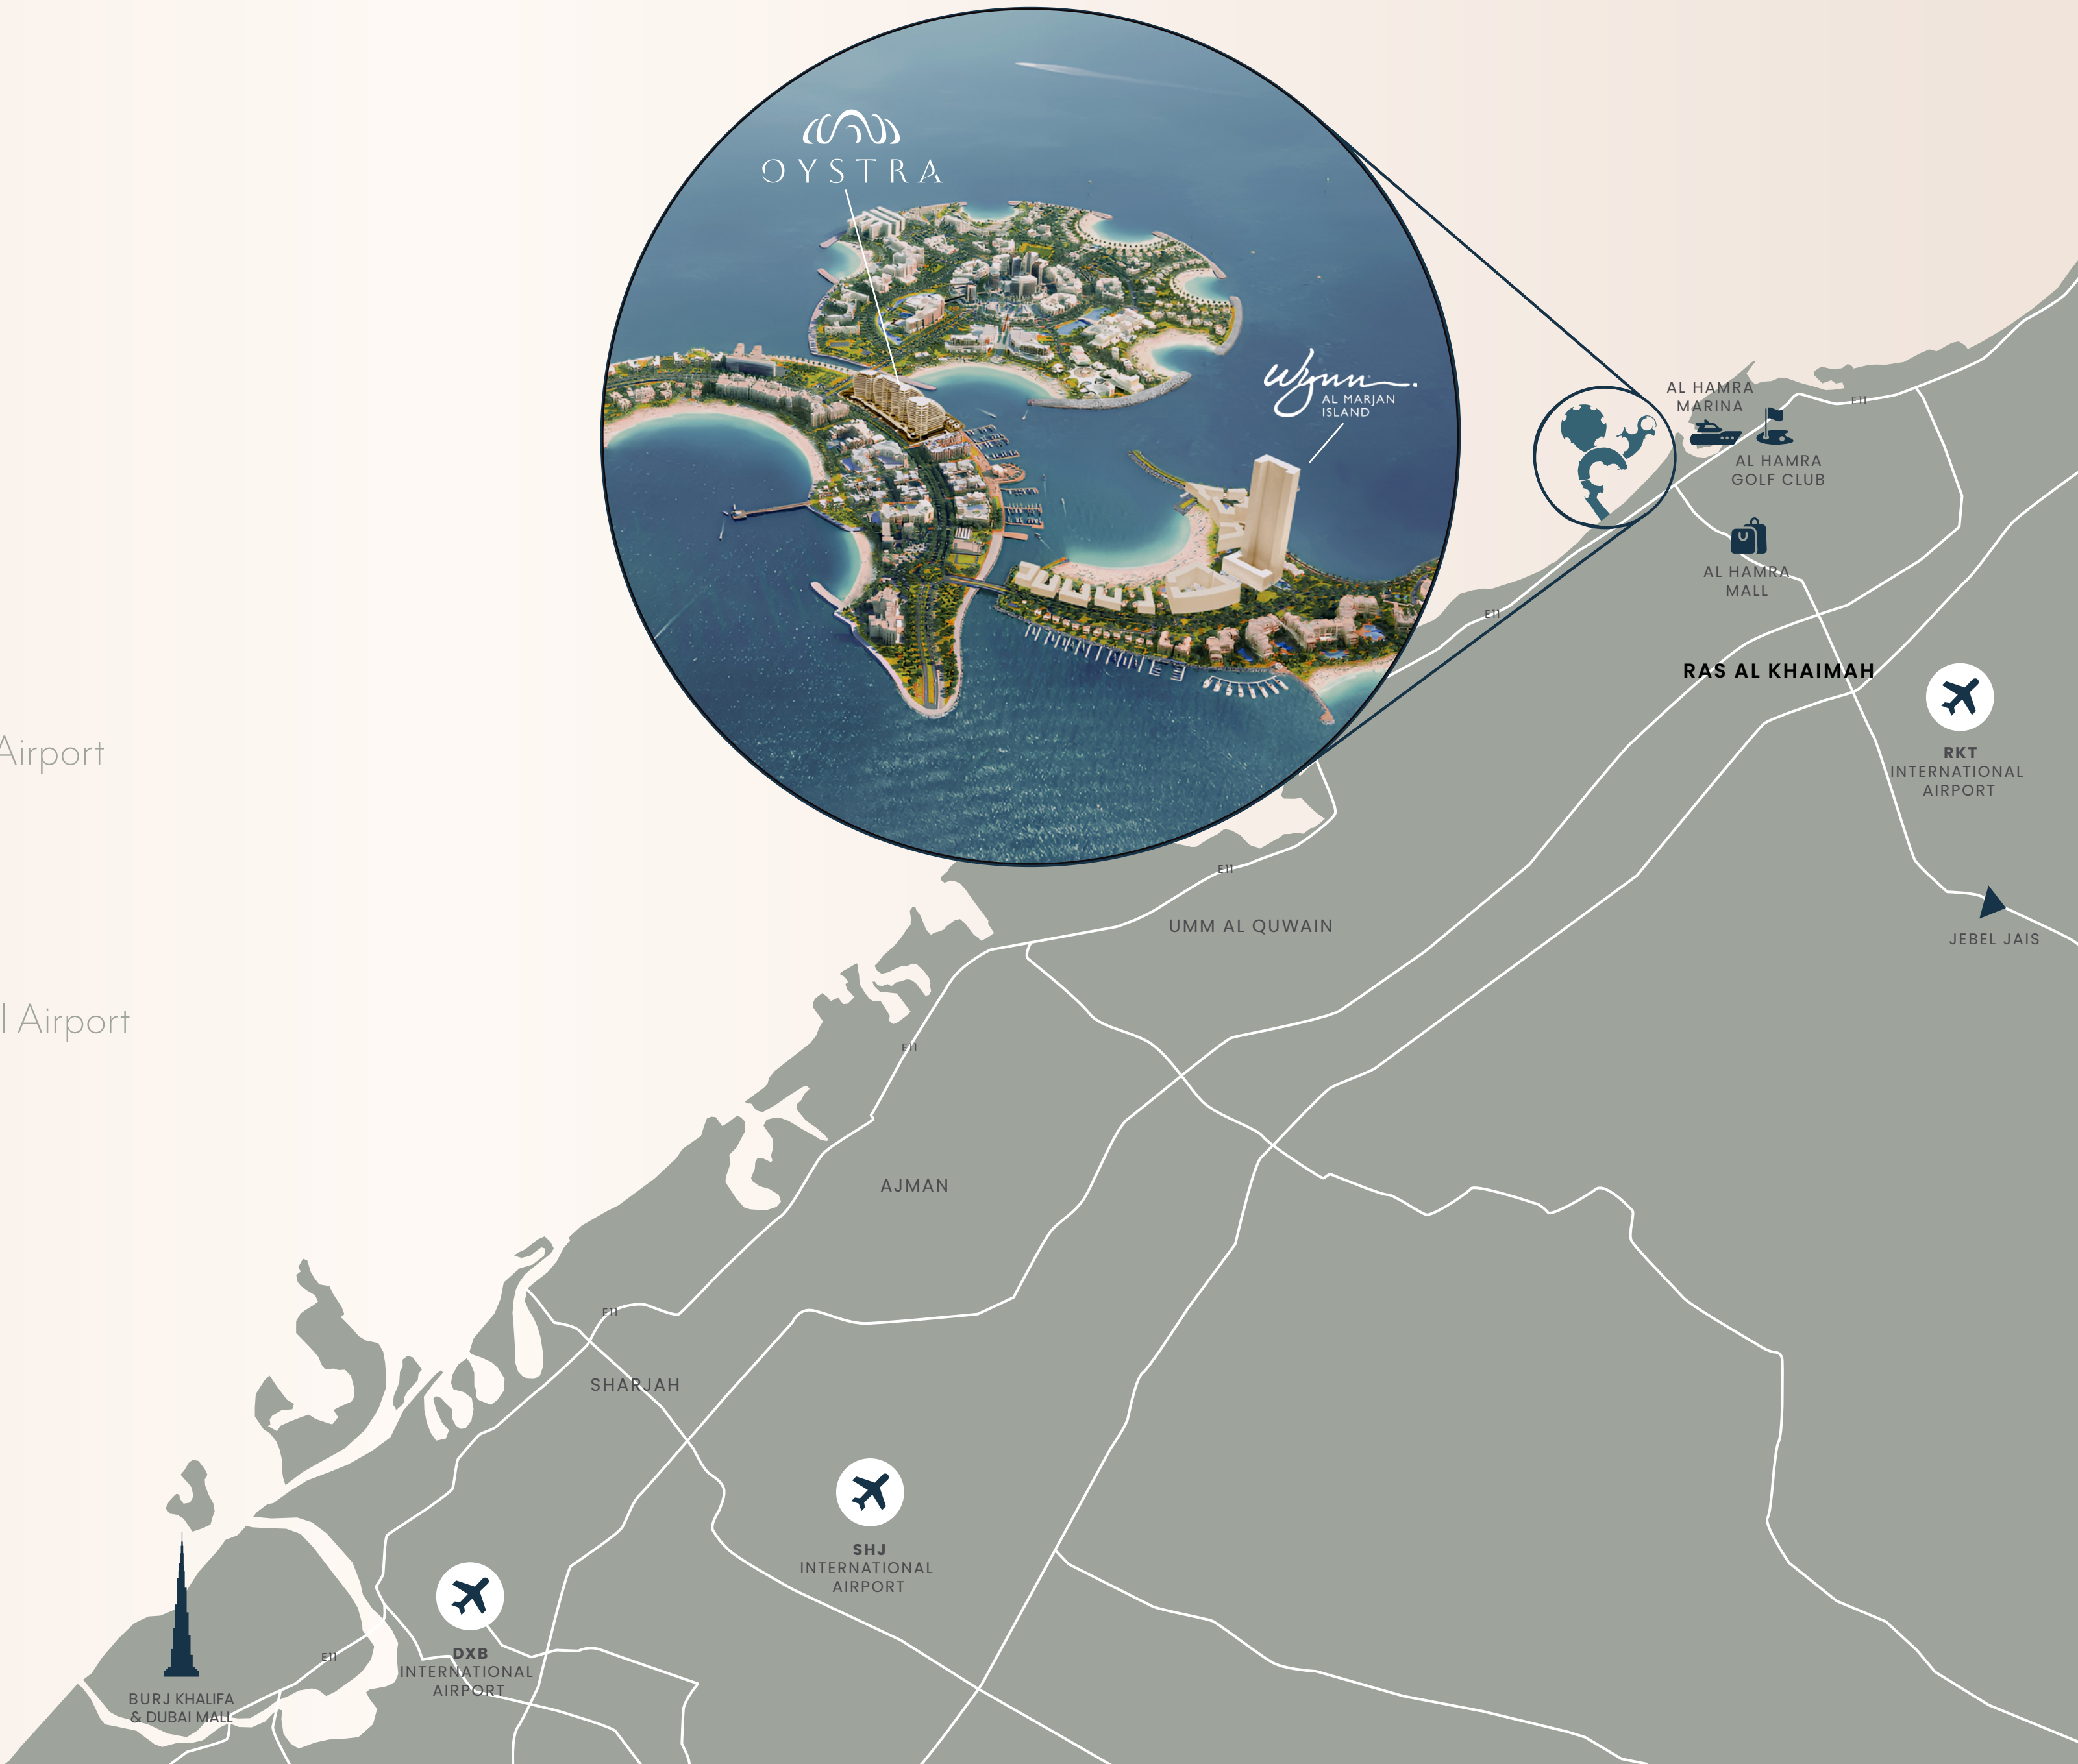 OYSTRA
Wynn
AL MARJAN
ISLAND
AL HAMRA
MARINA
E11
AL HAMRA
GOLF CLUB
AL HAMRA
MALL
E11
RAS AL KHAIMAH
RKT
INTERNATIONAL
AIRPORT
Airport
E11
UMM AL QUWAIN
JEBEL JAIS
l Airport
E11
AJMAN
E11
SHARJAH
SHJ
INTERNATIONAL
AIRPORT
DXB
INTERNATIONAL
AIRPORT
E11
BURJ KHALIFA
& DUBAI MALL